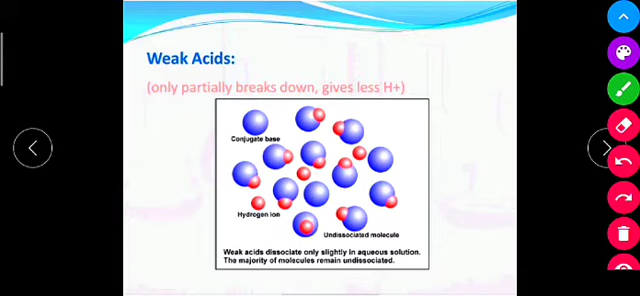 Weak Acids:
(only partially breaks down, gives less H+)
Conjugate base
Hydrogen ion
Undissociated molecule
Weak acids dissociate only slightly in aqueous solution.
The majority of molecules remain undissociated.